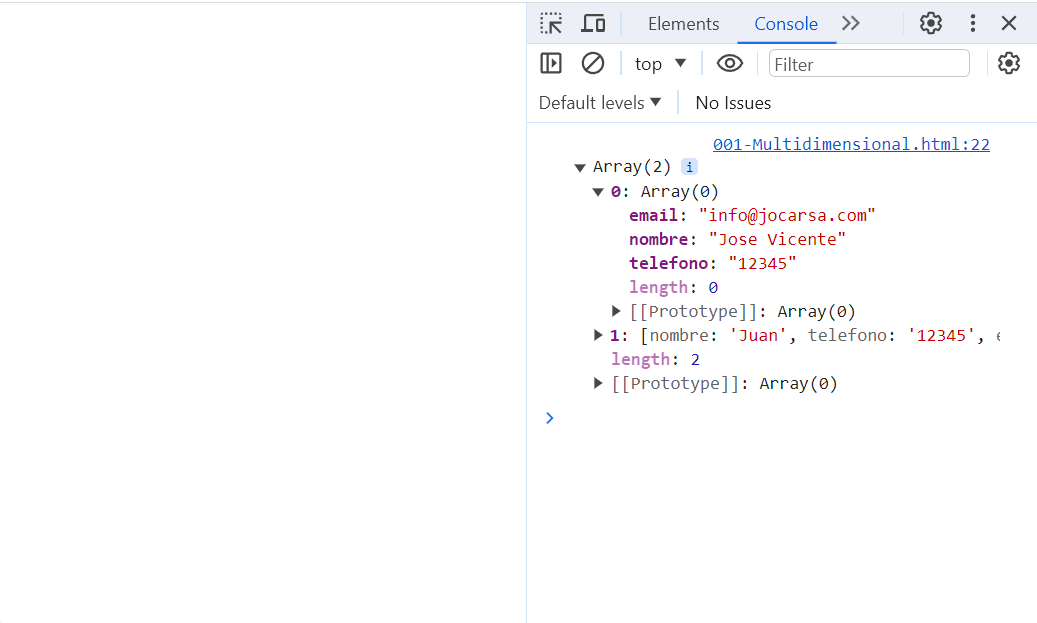 Elements Console
top Filter
Default levels No Issues
001-Multidimensional.html:22
Array(2) i
0: Array(0)
email: "info@jocarsa.com"
nombre: "Jose Vicente"
telefono: "12345"
length: 0
[[Prototype]]: Array(0)
1: [nombre: 'Juan', telefono: '12345',
length: 2
[[Prototype]]: Array(0)